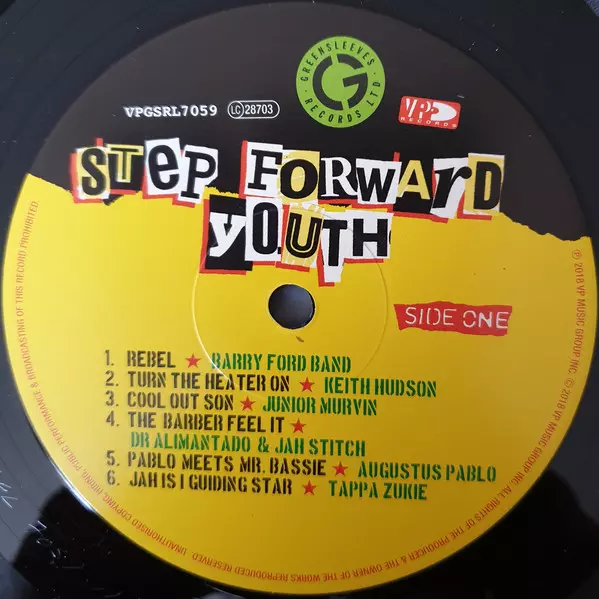 GREENSLEEVES
RECORDS LTD
G
VPGSRL7059
LC 28703
VP
RECORDS
STEP FORWARD
YOUTH
SIDE ONE
1. REBEL ★ BARRY FORD BAND
2. TURN THE HEATER ON ★ KEITH HUDSON
3. COOL OUT SON ★ JUNIOR MURVIN
4. THE BARBER FEEL IT ★
DR ALIMANTADO & JAH STITCH
5. PABLO MEETS MR. BASSIE ★ AUGUSTUS PABLO
6. JAH IS I GUIDING STAR ★ TAPPA ZUKIE
℗ 2018 VP MUSIC GROUP INC. © 2018 VP MUSIC GROUP INC. ALL RIGHTS OF THE PRODUCER & THE OWNER OF THE WORKS REPRODUCED RESERVED. UNAUTHORISED COPYING, HIRING, PUBLIC PERFORMANCE & BROADCASTING OF THIS RECORD PROHIBITED.